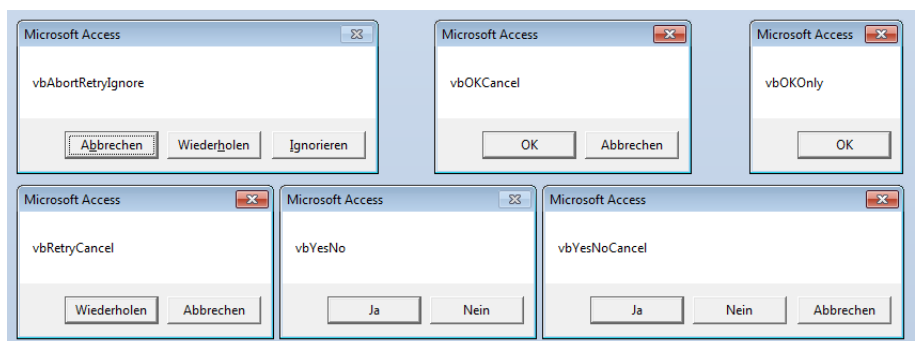 Microsoft Access
vbAbortRetryIgnore
Abbrechen Wiederholen Ignorieren
Microsoft Access
vbOKCancel
OK Abbrechen
Microsoft Access
vbOKOnly
OK
Microsoft Access
vbRetryCancel
Wiederholen Abbrechen
Microsoft Access
vbYesNo
Ja Nein
Microsoft Access
vbYesNoCancel
Ja Nein Abbrechen